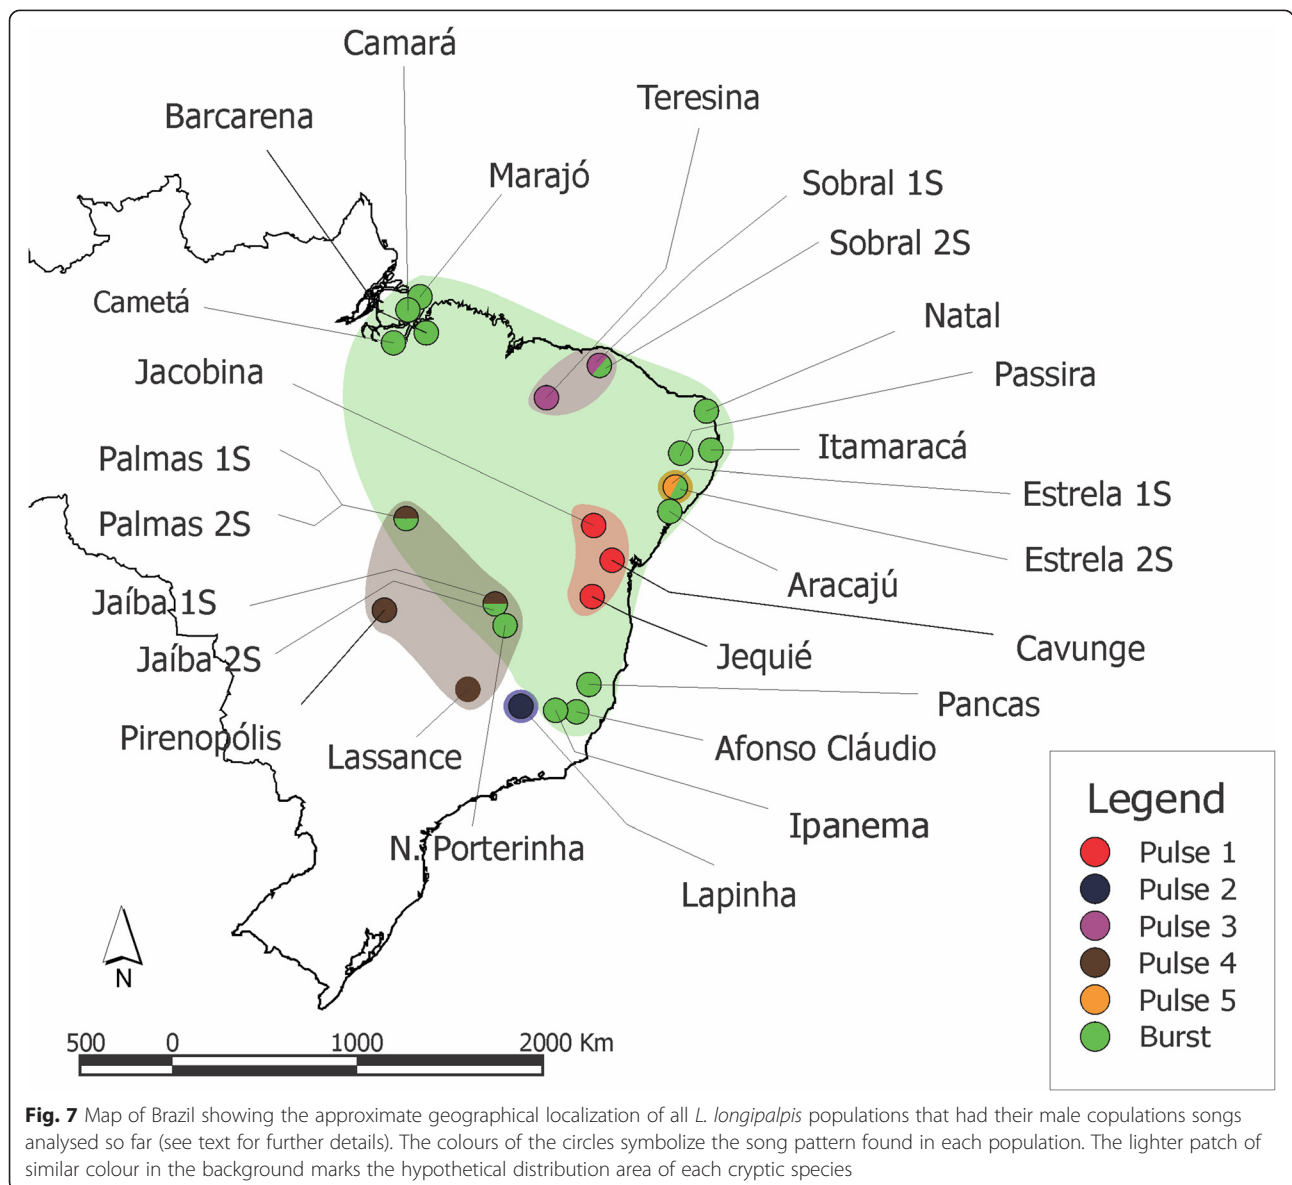 Camará
Teresina
Barcarena
Marajó
Sobral 1S
Sobral 2S
Cametá
Natal
Jacobina
Passira
Itamaracá
Palmas 1S
Estrela 1S
Palmas 2S
Estrela 2S
Aracajú
Jaíba 1S
Cavunge
Jequié
Jaíba 2S
Pancas
Pirenopólis
Lassance
Afonso Cláudio
Ipanema
N. Porterinha
Lapinha
Legend
Pulse 1
Pulse 2
Pulse 3
Pulse 4
Pulse 5
Burst
N
500 0 1000 2000 Km
Fig. 7 Map of Brazil showing the approximate geographical localization of all L. longipalpis populations that had their male copulations songs
analysed so far (see text for further details). The colours of the circles symbolize the song pattern found in each population. The lighter patch of
similar colour in the background marks the hypothetical distribution area of each cryptic species